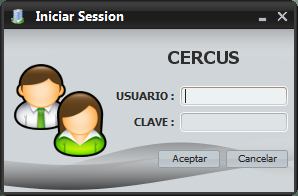 Iniciar Session
CERCUS
USUARIO :
CLAVE :
Aceptar Cancelar